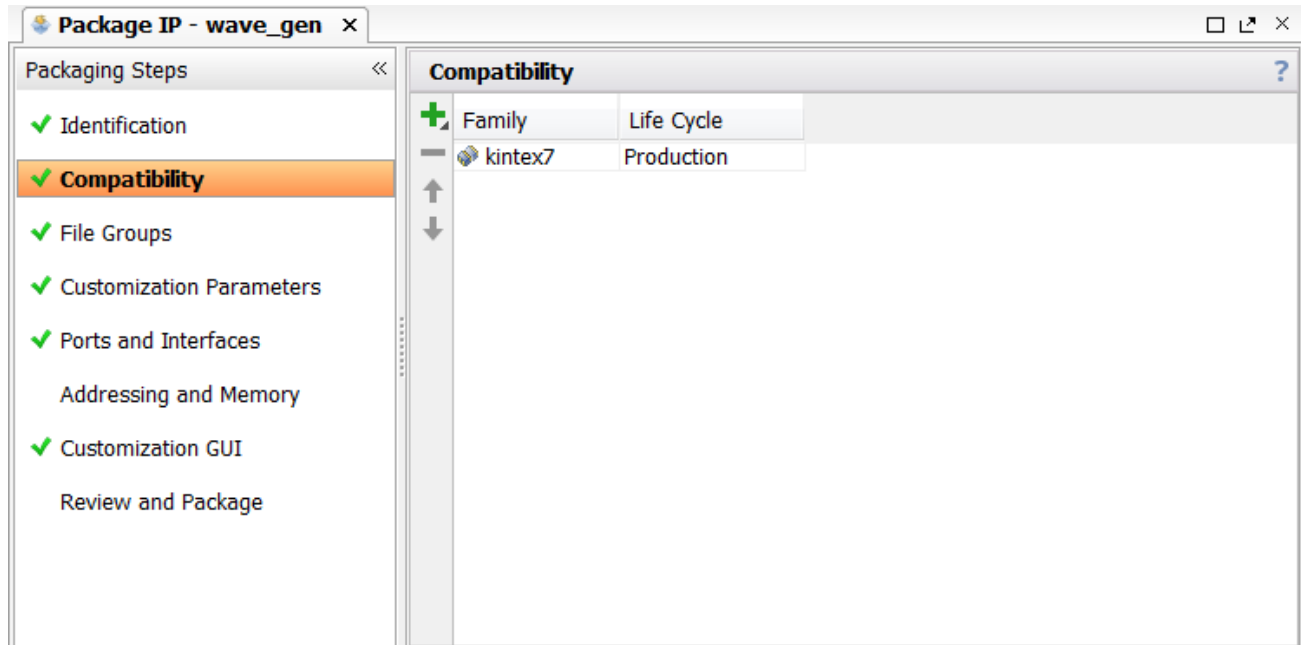 Package IP - wave_gen
Packaging Steps
Identification
Compatibility
File Groups
Customization Parameters
Ports and Interfaces
Addressing and Memory
Customization GUI
Review and Package
Compatibility
?
Family Life Cycle
kintex7 Production